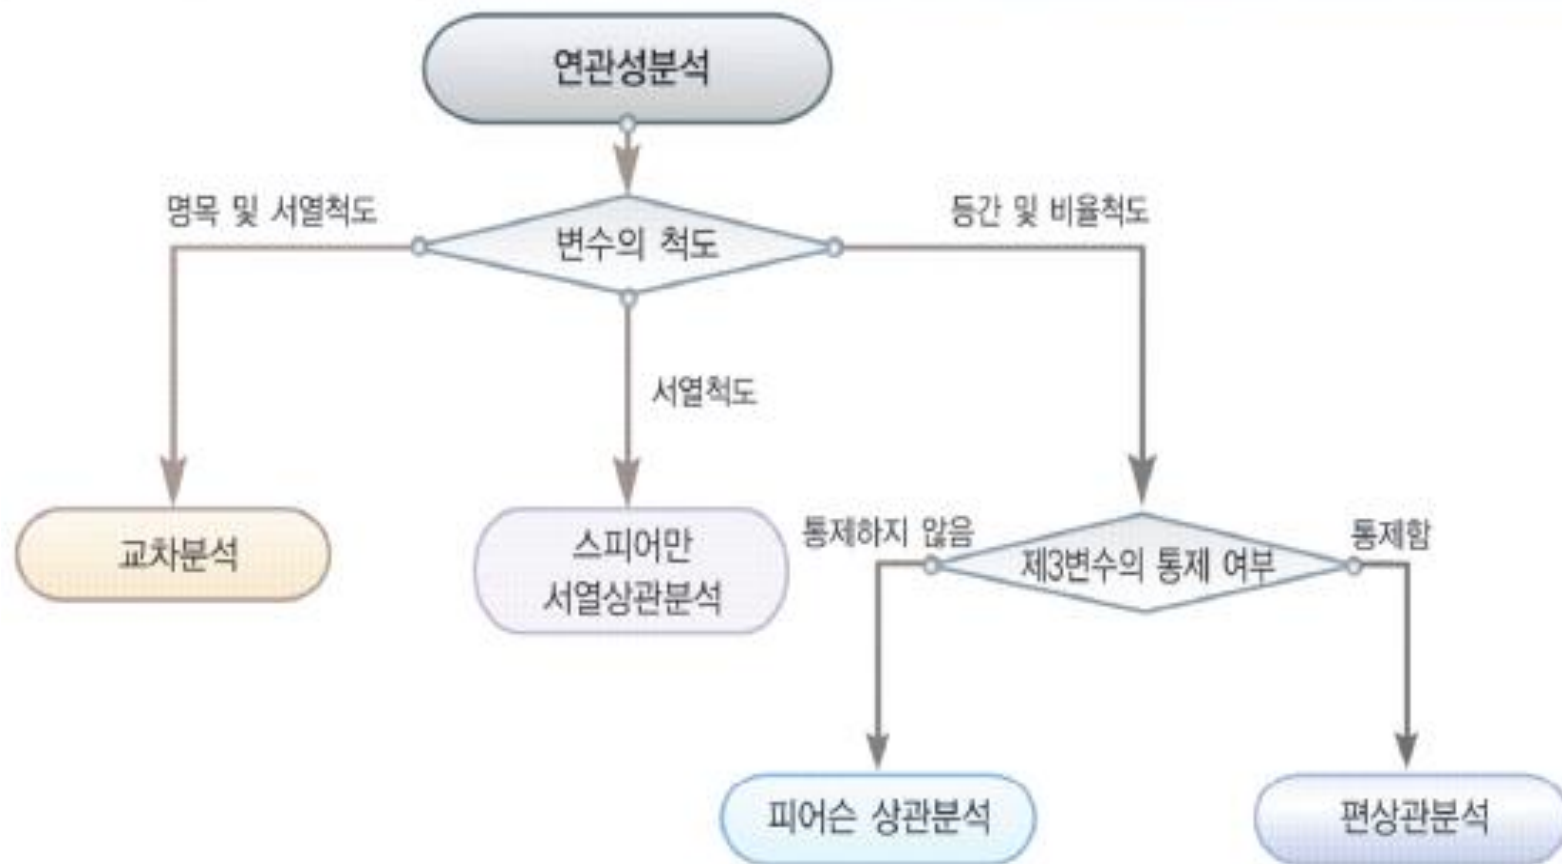 연관성분석
명목 및 서열척도
등간 및 비율척도
변수의 척도
서열척도
교차분석
스피어만
서열상관분석
통제하지 않음
제3변수의 통제 여부
통제함
피어슨 상관분석
편상관분석